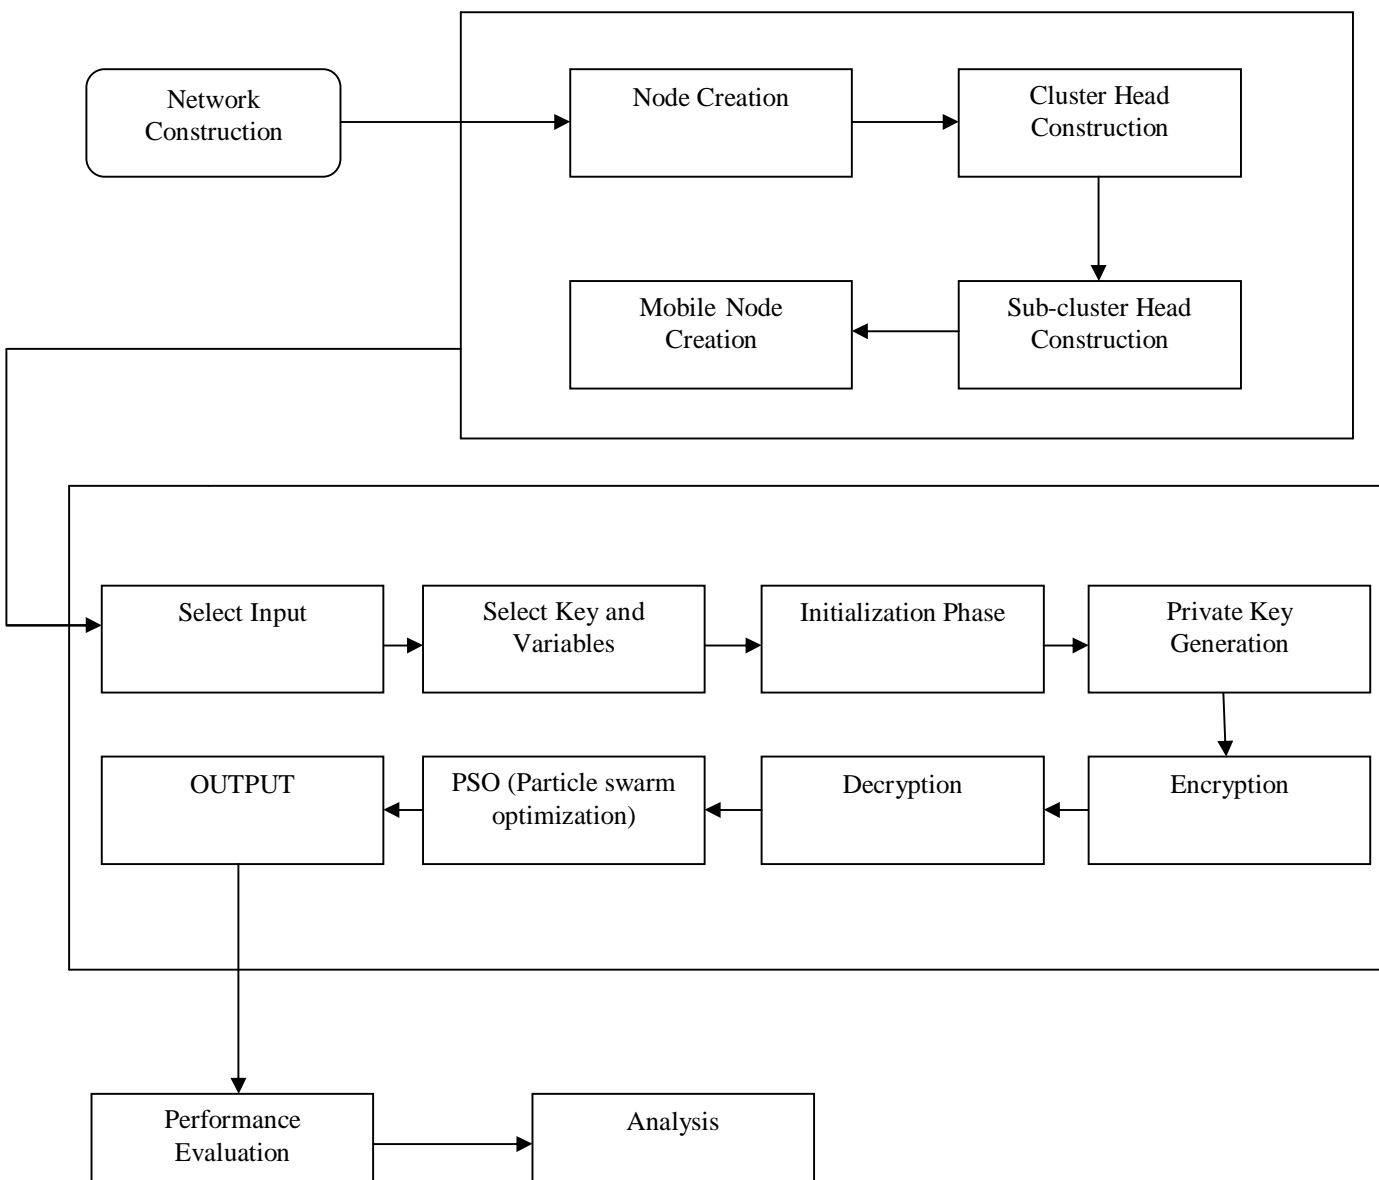 Network
Construction
Node Creation
Cluster Head
Construction
Mobile Node
Creation
Sub-cluster Head
Construction
Select Input
Select Key and
Variables
Initialization Phase
Private Key
Generation
OUTPUT
PSO (Particle swarm
optimization)
Decryption
Encryption
Performance
Evaluation
Analysis